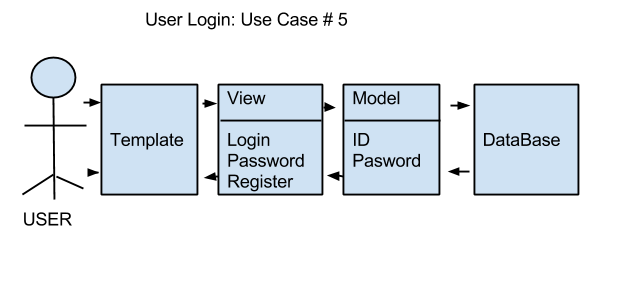 User Login: Use Case # 5
View
Model
Template
Login
Password
Register
ID
Pasword
DataBase
USER